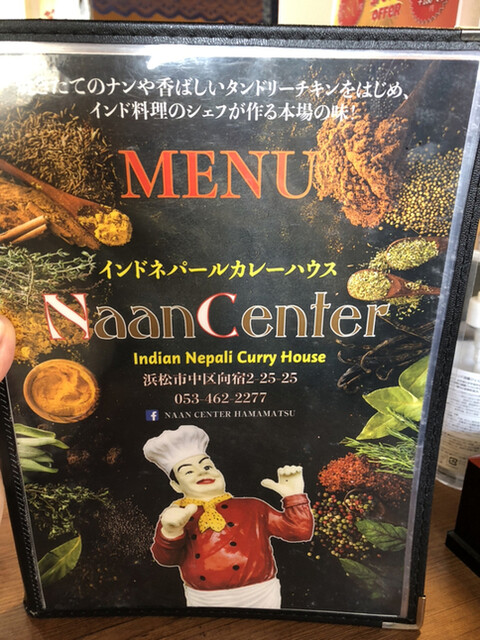 たてのナンや香ばしいタンドリーチキンをはじめ、
インド料理のシェフが作る本場の味!
MENU
インドネパールカレーハウス
NaanCenter
Indian Nepali Curry House
浜松市中区向宿2-25-25
053-462-2277
NAAN CENTER HAMAMATSU
OFFER